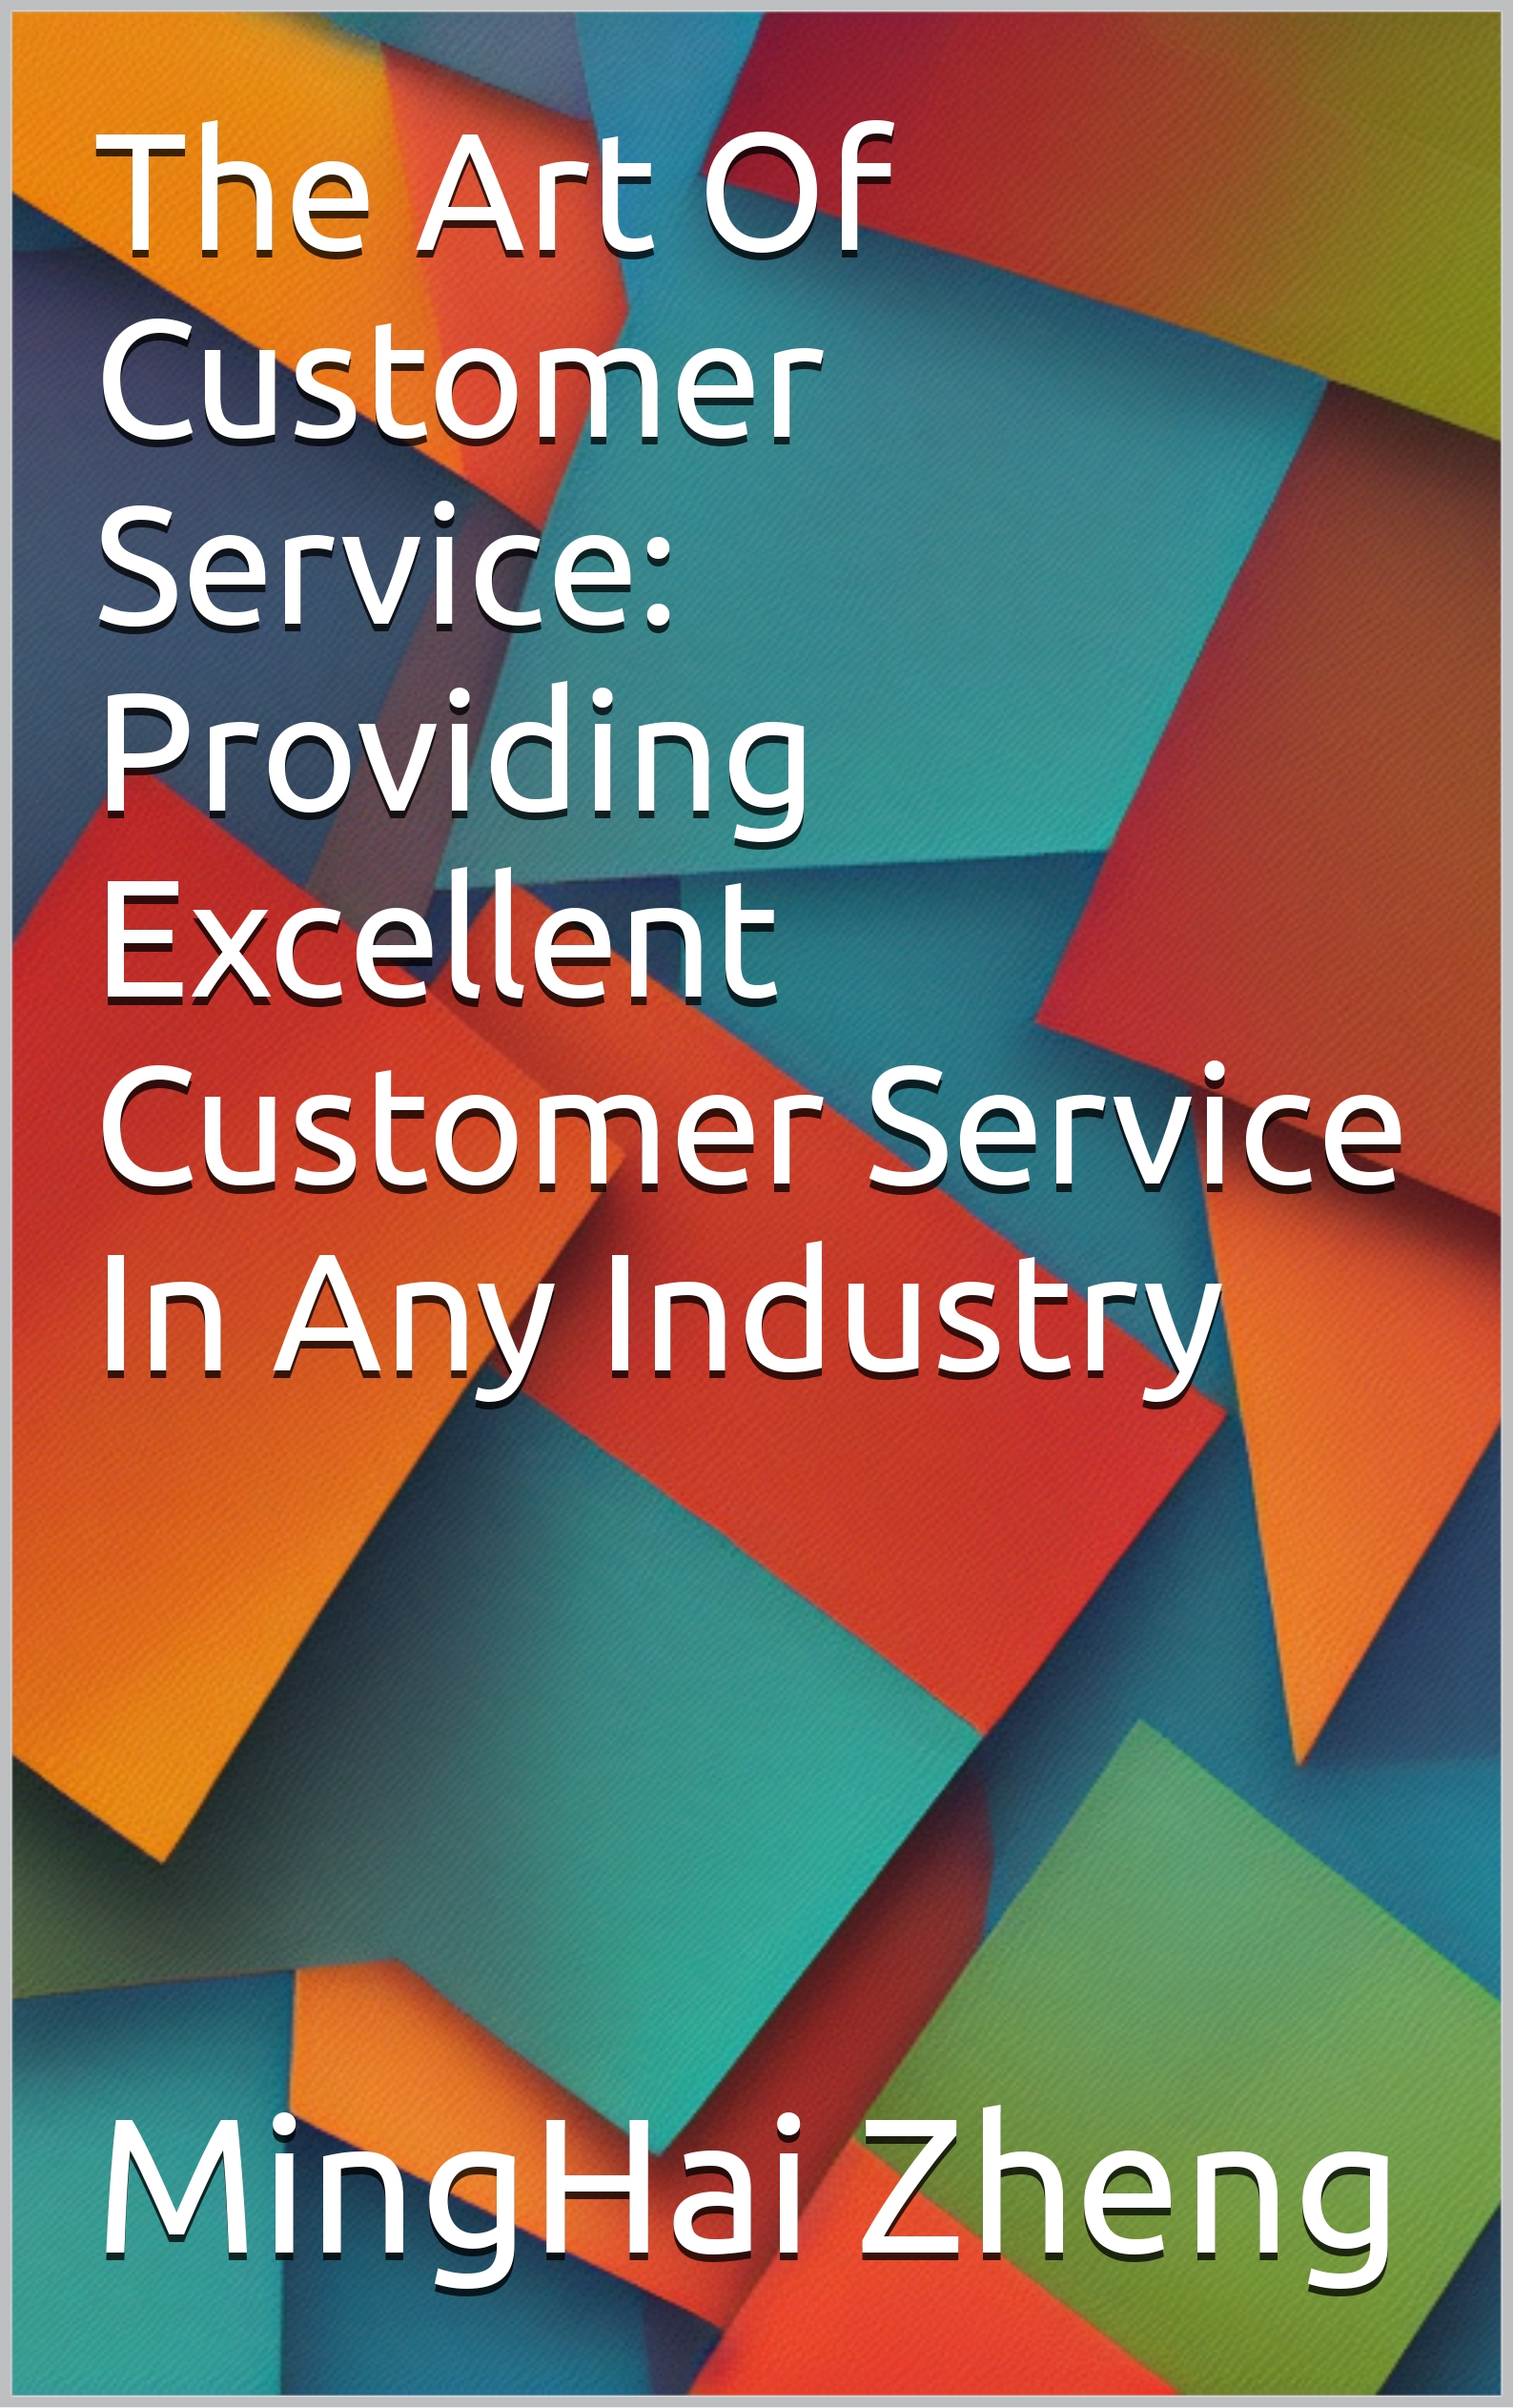 The Art Of
Customer
Service:
Providing
Excellent
Customer Service
In Any Industry
MingHai Zheng